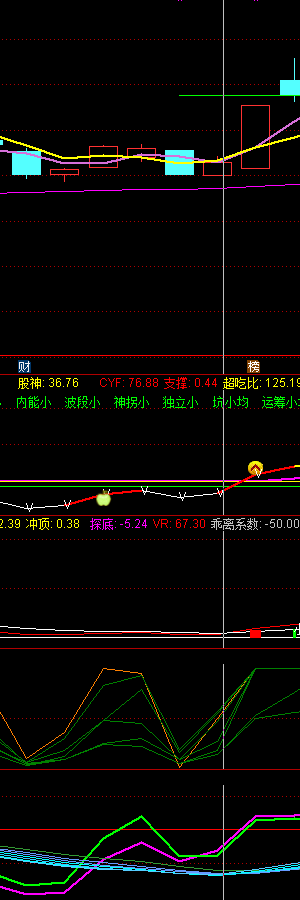 财 榜
股神: 36.76 CYF: 76.88 支撑: 0.44 超吃比: 125.19
内能小 波段小 神拐小 独立小 坑小均 运筹小
2.39 冲顶: 0.38 探底: -5.24 VR: 67.30 乖离系数: -50.00